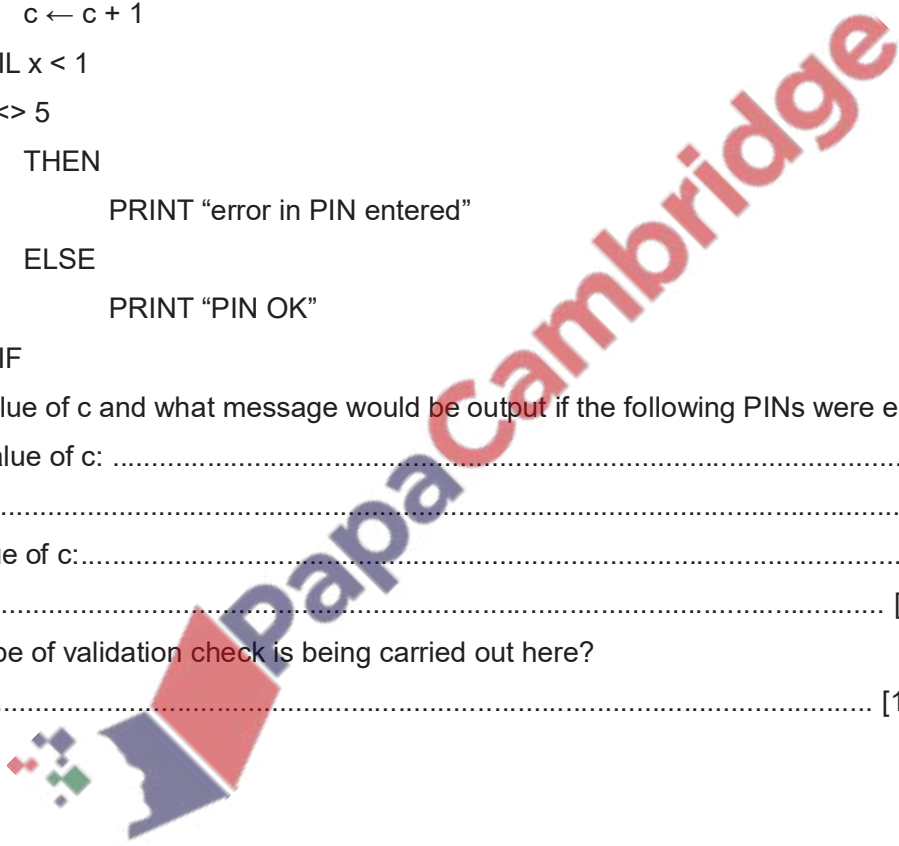 c ← c + 1
IL x < 1
<> 5
THEN
PRINT “error in PIN entered”
ELSE
PRINT “PIN OK”
IF
lue of c and what message would be output if the following PINs were e
alue of c: ....................
....................
ue of c:....................
.................... [
pe of validation check is being carried out here?
.................... [1
PapaCambridge